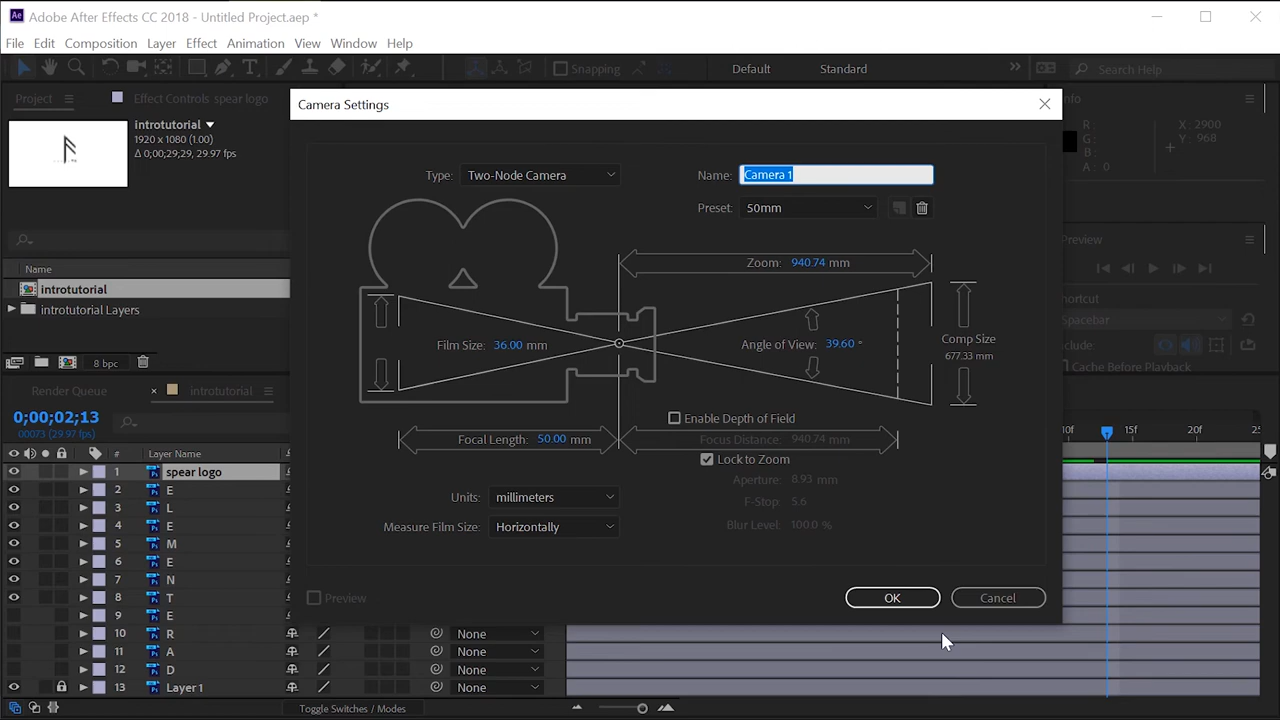 Ae Adobe After Effects CC 2018 - Untitled Project.aep *
File Edit Composition Layer Effect Animation View Window Help
T Snapping Default Standard Search Help
Project Effect Controls spear logo
introtutorial
1920 x 1080 (1.00)
Δ 0;00;29;29, 29.97 fps
Name
introtutorial
introtutorial Layers
8 bpc
Camera Settings
Type: Two-Node Camera
Name: Camera 1
Preset: 50mm
Zoom: 940.74 mm
Film Size: 36.00 mm
Angle of View: 39.60 °
Comp Size
677.33 mm
Enable Depth of Field
Focal Length: 50.00 mm
Focus Distance: 940.74 mm
Lock to Zoom
Aperture: 8.93 mm
F-Stop: 5.6
Blur Level: 100.0 %
Units: millimeters
Measure Film Size: Horizontally
Preview
OK
Cancel
Info
R :
G :
B :
A : 0
X : 2900
Y : 968
Preview
Shortcut
Spacebar
Include:
Cache Before Playback
Render Queue × introtutorial
0;00;02;13
00073 (29.97 fps)
10f 15f 20f 25
# Layer Name
1 spear logo
2 E
3 L
4 E
5 M
6 E
7 N
8 T
9 E
10 R None
11 A None
12 D None
13 Layer 1 None
Toggle Switches / Modes